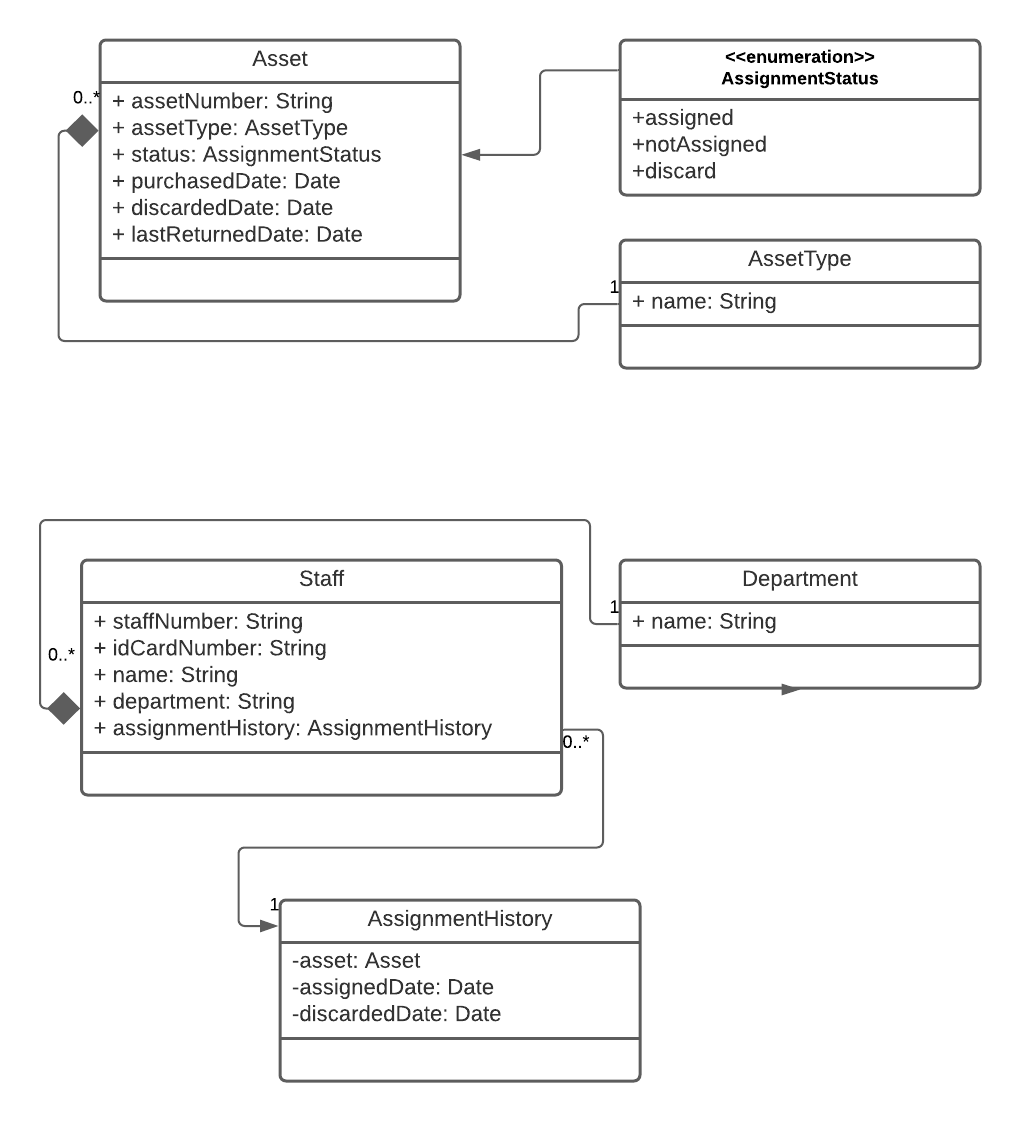 Asset
0..*
+ assetNumber: String
+ assetType: AssetType
+ status: AssignmentStatus
+ purchasedDate: Date
+ discardedDate: Date
+ lastReturnedDate: Date
<<enumeration>>
AssignmentStatus
+assigned
+notAssigned
+discard
AssetType
1
+ name: String
Staff
0..*
+ staffNumber: String
+ idCardNumber: String
+ name: String
+ department: String
+ assignmentHistory: AssignmentHistory
0..*
Department
1
+ name: String
1
AssignmentHistory
-asset: Asset
-assignedDate: Date
-discardedDate: Date